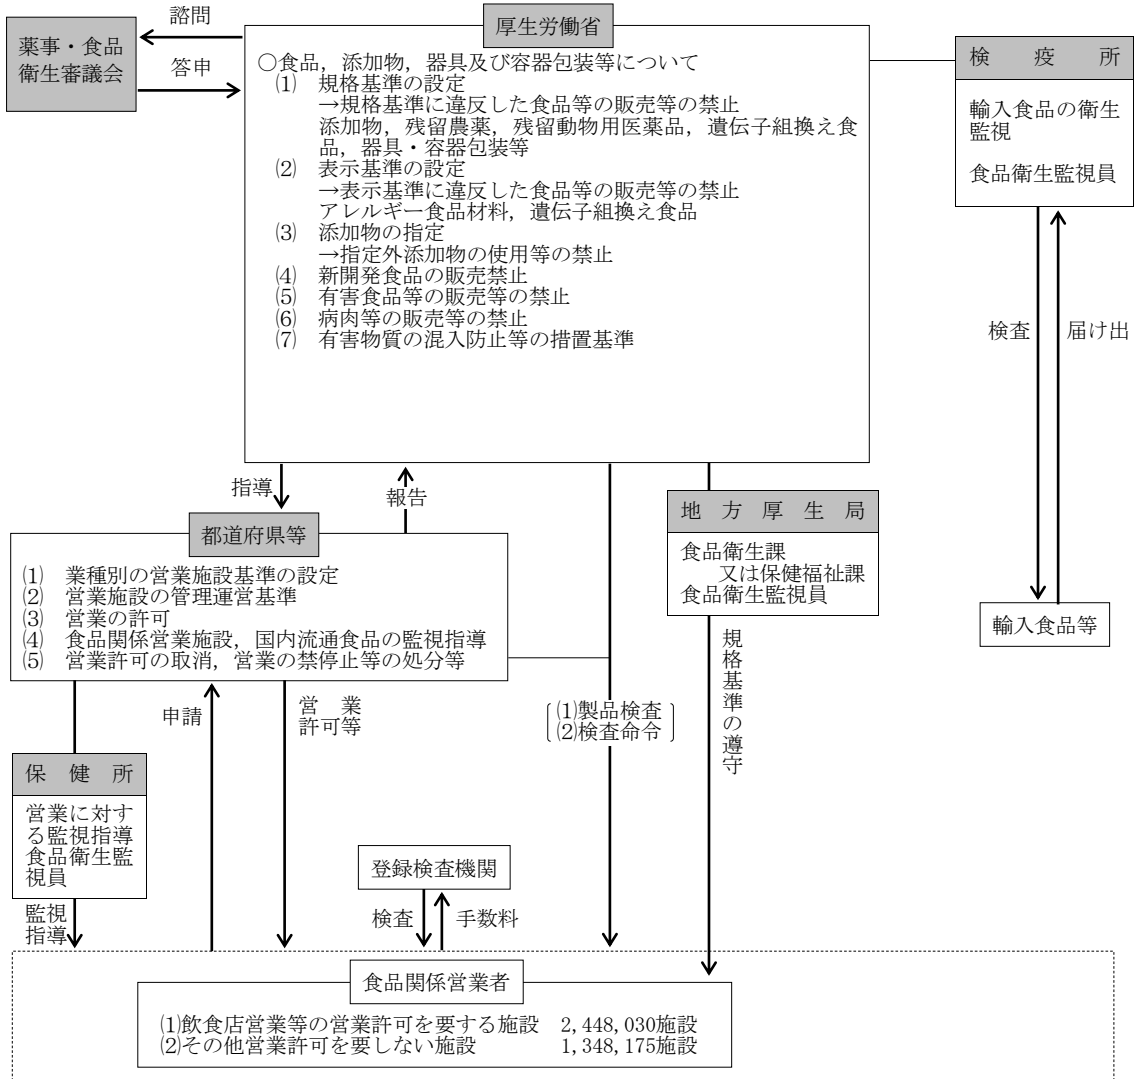 諮問
薬事・食品
衛生審議会
答申
厚生労働省
○食品，添加物，器具及び容器包装等について
⑴　規格基準の設定
→規格基準に違反した食品等の販売等の禁止
添加物，残留農薬，残留動物用医薬品，遺伝子組換え食
品，器具・容器包装等
⑵　表示基準の設定
→表示基準に違反した食品等の販売等の禁止
アレルギー食品材料，遺伝子組換え食品
⑶　添加物の指定
→指定外添加物の使用等の禁止
⑷　新開発食品の販売禁止
⑸　有害食品等の販売等の禁止
⑹　病肉等の販売等の禁止
⑺　有害物質の混入防止等の措置基準
検　疫　所
輸入食品の衛生
監視
食品衛生監視員
検査
届け出
輸入食品等
指導
報告
都道府県等
⑴　業種別の営業施設基準の設定
⑵　営業施設の管理運営基準
⑶　営業の許可
⑷　食品関係営業施設，国内流通食品の監視指導
⑸　営業許可の取消，営業の禁停止等の処分等
地　方　厚　生　局
食品衛生課
又は保健福祉課
食品衛生監視員
規格基準の遵守
申請
営　業
許可等
⑴製品検査
⑵検査命令
保　健　所
営業に対す
る監視指導
食品衛生監
視員
監視
指導
登録検査機関
検査
手数料
食品関係営業者
⑴飲食店営業等の営業許可を要する施設　2,448,030施設
⑵その他営業許可を要しない施設　1,348,175施設